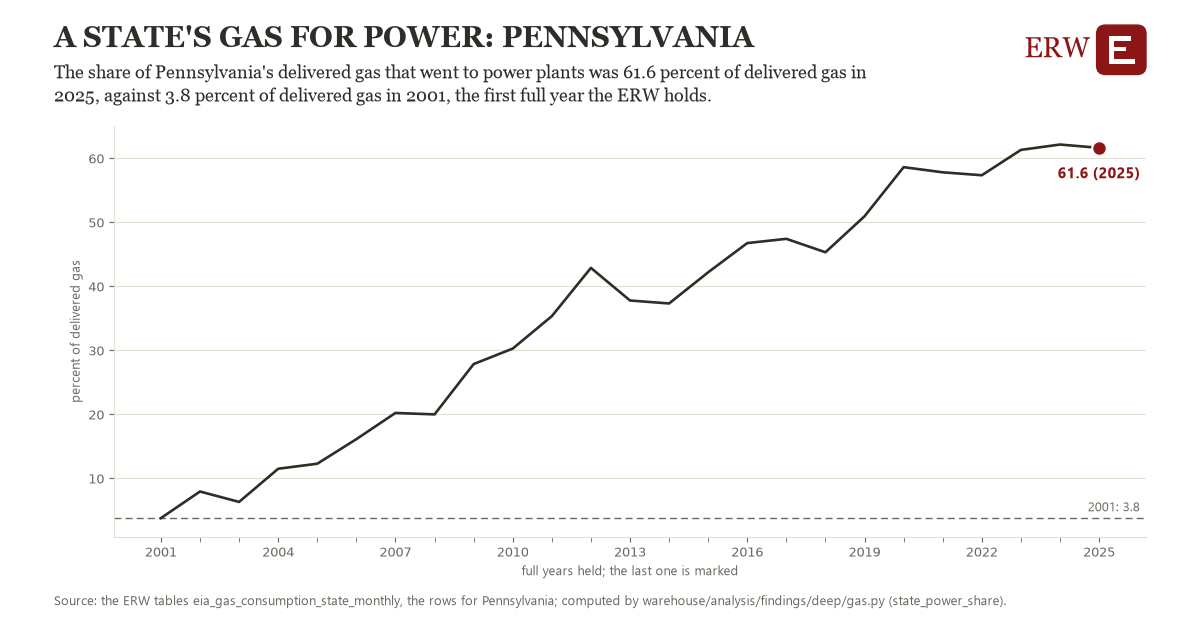 A STATE'S GAS FOR POWER: PENNSYLVANIA
ERW E
The share of Pennsylvania's delivered gas that went to power plants was 61.6 percent of delivered gas in
2025, against 3.8 percent of delivered gas in 2001, the first full year the ERW holds.
percent of delivered gas
60
50
40
30
20
10
61.6 (2025)
2001: 3.8
2001 2004 2007 2010 2013 2016 2019 2022 2025
full years held; the last one is marked
Source: the ERW tables eia_gas_consumption_state_monthly, the rows for Pennsylvania; computed by warehouse/analysis/findings/deep/gas.py (state_power_share).